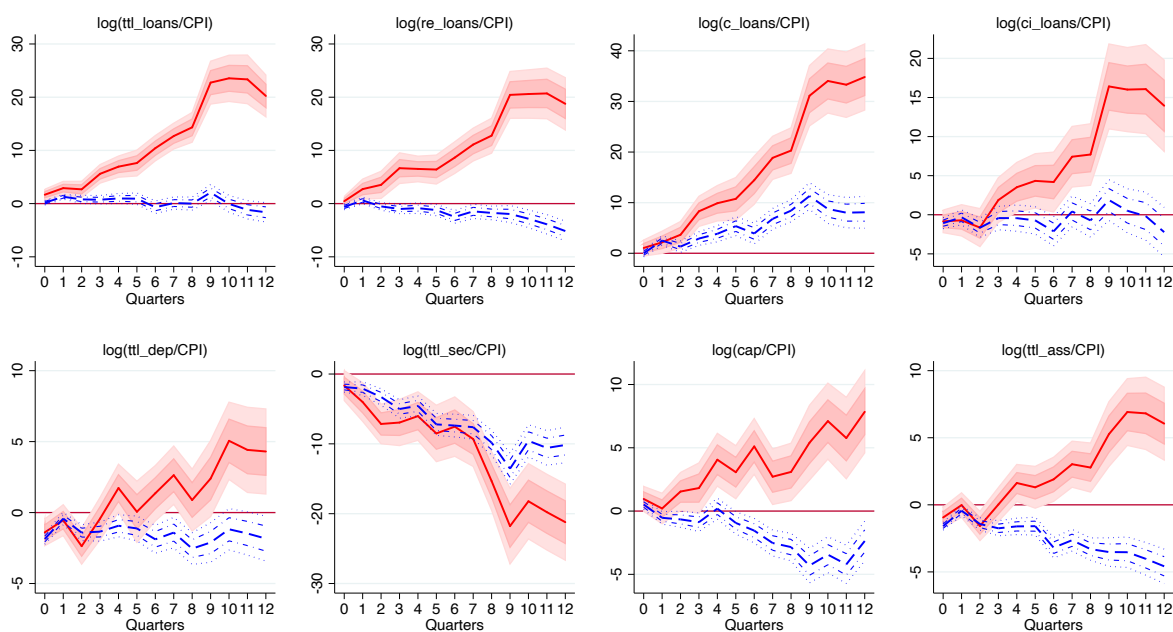 log(ttl_loans/CPI)
30
20
10
0
-10
0 1 2 3 4 5 6 7 8 9 10 11 12
Quarters
log(re_loans/CPI)
30
20
10
0
-10
0 1 2 3 4 5 6 7 8 9 10 11 12
Quarters
log(c_loans/CPI)
40
30
20
10
0
0 1 2 3 4 5 6 7 8 9 10 11 12
Quarters
log(ci_loans/CPI)
20
15
10
5
0
-5
0 1 2 3 4 5 6 7 8 9 10 11 12
Quarters
log(ttl_dep/CPI)
10
5
0
-5
0 1 2 3 4 5 6 7 8 9 10 11 12
Quarters
log(ttl_sec/CPI)
0
-10
-20
-30
0 1 2 3 4 5 6 7 8 9 10 11 12
Quarters
log(cap/CPI)
10
5
0
-5
0 1 2 3 4 5 6 7 8 9 10 11 12
Quarters
log(ttl_ass/CPI)
10
5
0
-5
0 1 2 3 4 5 6 7 8 9 10 11 12
Quarters